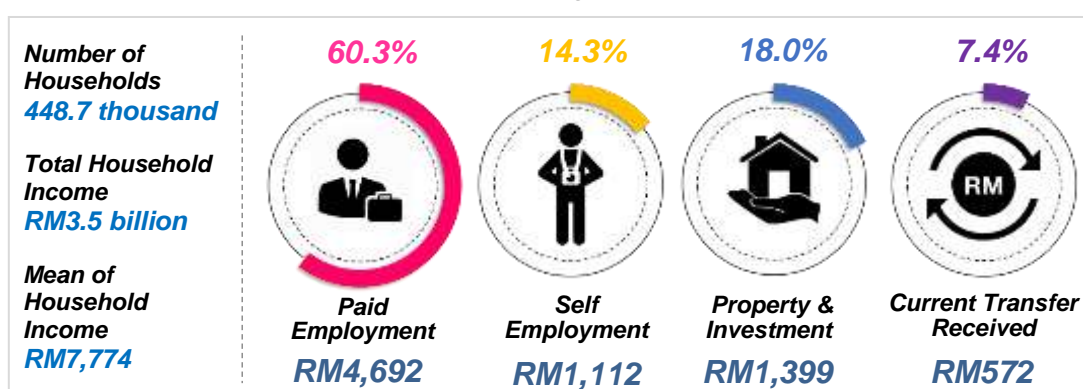 Number of
Households
448.7 thousand
Total Household
Income
RM3.5 billion
Mean of
Household
Income
RM7,774
60.3%
Paid
Employment
RM4,692
14.3%
Self
Employment
RM1,112
18.0%
Property &
Investment
RM1,399
7.4%
RM
Current Transfer
Received
RM572